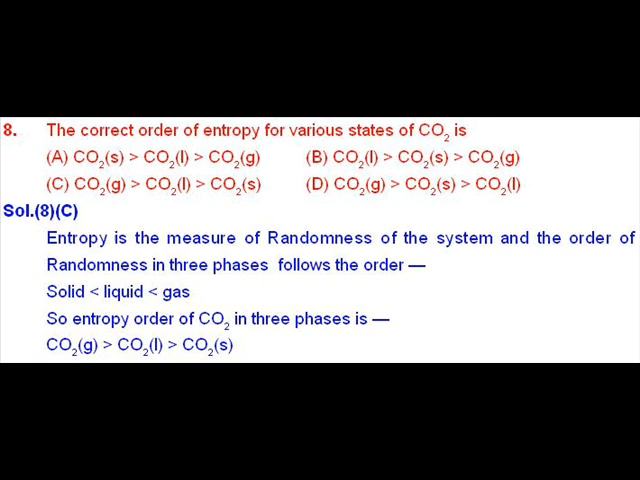 8. The correct order of entropy for various states of CO₂ is
(A) CO₂(s) > CO₂(l) > CO₂(g) (B) CO₂(l) > CO₂(s) > CO₂(g)
(C) CO₂(g) > CO₂(l) > CO₂(s) (D) CO₂(g) > CO₂(s) > CO₂(l)
Sol.(8)(C)
Entropy is the measure of Randomness of the system and the order of
Randomness in three phases follows the order —
Solid < liquid < gas
So entropy order of CO₂ in three phases is —
CO₂(g) > CO₂(l) > CO₂(s)